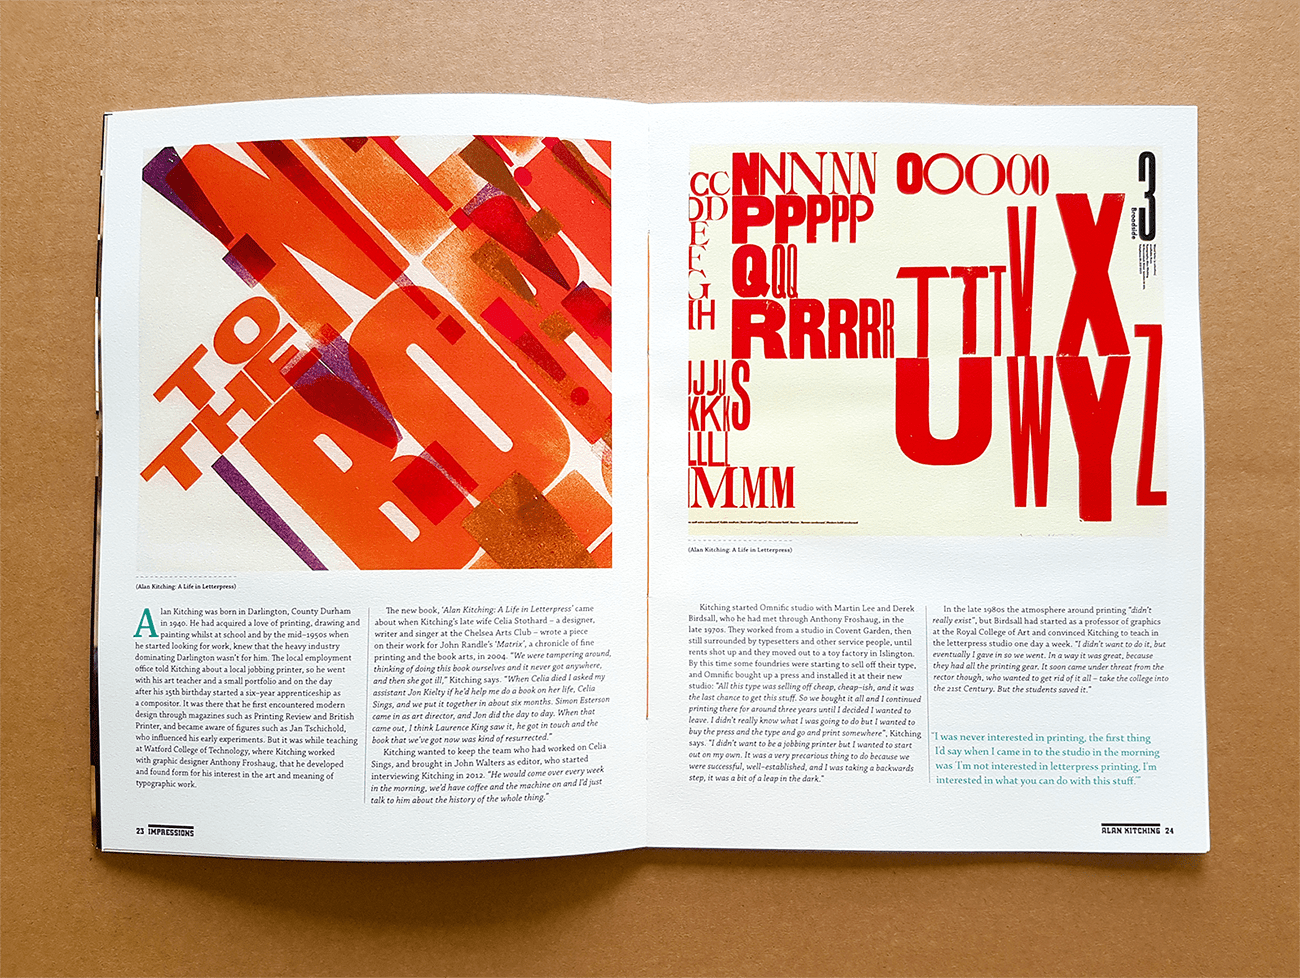 TO
THE
(Alan Kitching: A Life in Letterpress)
Alan Kitching was born in Darlington, County Durham
in 1940. He had acquired a love of printing, drawing and
painting whilst at school and by the mid–1950s when
he started looking for work, knew that the heavy industry
dominating Darlington wasn't for him. The local employment
office told Kitching about a local jobbing printer, so he went
with his art teacher and a small portfolio and on the day
after his 15th birthday started a six–year apprenticeship as
a compositor. It was there that he first encountered modern
design through magazines such as Printing Review and British
Printer, and became aware of figures such as Jan Tschichold,
who influenced his early experiments. But it was while teaching
at Watford College of Technology, where Kitching worked
with graphic designer Anthony Froshaug, that he developed
and found form for his interest in the art and meaning of
typographic work.
The new book, 'Alan Kitching: A Life in Letterpress' came
about when Kitching's late wife Celia Stothard – a designer,
writer and singer at the Chelsea Arts Club – wrote a piece
on their work for John Randle's 'Matrix', a chronicle of fine
printing and the book arts, in 2004. "We were tampering around,
thinking of doing this book ourselves and it never got anywhere,
and then she got ill," Kitching says. "When Celia died I asked my
assistant Jon Kielty if he'd help me do a book on her life, Celia
Sings, and we put it together in about six months. Simon Esterson
came in as art director, and Jon did the day to day. When that
came out, I think Laurence King saw it, he got in touch and the
book that we've got now was kind of resurrected."
Kitching wanted to keep the team who had worked on Celia
Sings, and brought in John Walters as editor, who started
interviewing Kitching in 2012. "He would come over every week
in the morning, we'd have coffee and the machine on and I'd just
talk to him about the history of the whole thing."
23 IMPRESSIONS
CC NNNNNN OOOOO 3
DD PPPPPP
Broadside
E
F QQQ
G
H RRRRRR
TTTT V X
JJJJ S
KKKK
LLLL
MMMM
U W Y Z
(Alan Kitching: A Life in Letterpress)
Kitching started Omnific studio with Martin Lee and Derek
Birdsall, who he had met through Anthony Froshaug, in the
late 1970s. They worked from a studio in Covent Garden, then
still surrounded by typesetters and other service people, until
rents shot up and they moved out to a toy factory in Islington.
By this time some foundries were starting to sell off their type,
and Omnific bought up a press and installed it at their new
studio: "All this type was selling off cheap, cheap–ish, and it was
the last chance to get this stuff. So we bought it all and I continued
printing there for around three years until I decided I wanted to
leave. I didn't really know what I was going to do but I wanted to
buy the press and the type and go and print somewhere", Kitching
says. "I didn't want to be a jobbing printer but I wanted to start
out on my own. It was a very precarious thing to do because we
were successful, well–established, and I was taking a backwards
step, it was a bit of a leap in the dark."
In the late 1980s the atmosphere around printing "didn't
really exist", but Birdsall had started as a professor of graphics
at the Royal College of Art and convinced Kitching to teach in
the letterpress studio one day a week. "I didn't want to do it, but
eventually I gave in so we went. In a way it was great, because
they had all the printing gear. It soon came under threat from the
rector though, who wanted to get rid of it all – take the college into
the 21st Century. But the students saved it."
"I was never interested in printing, the first thing
I'd say when I came in to the studio in the morning
was 'I'm not interested in letterpress printing, I'm
interested in what you can do with this stuff.'"
ALAN KITCHING 24